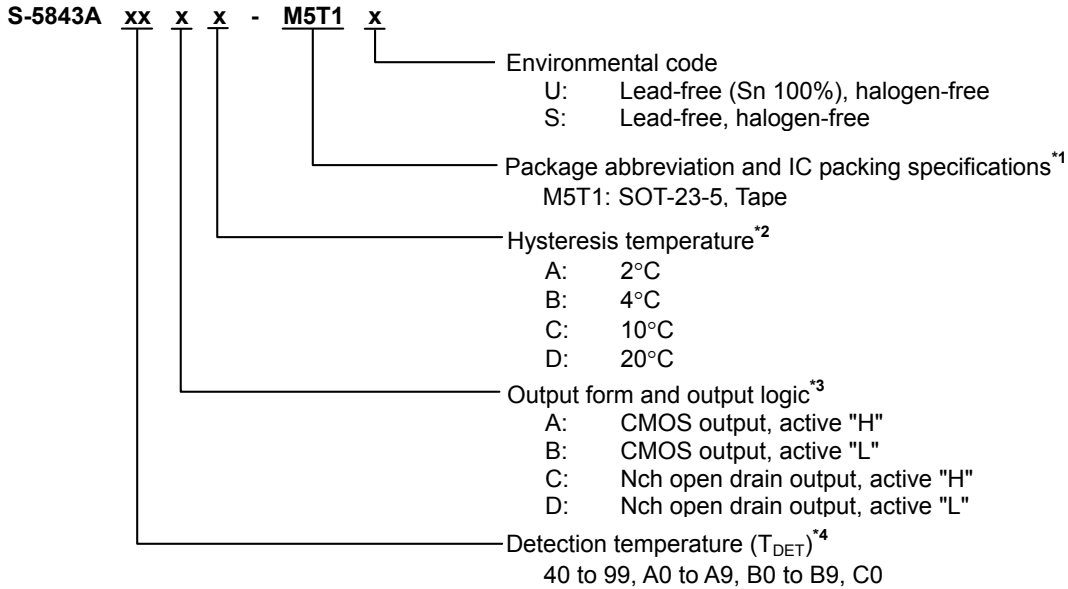 S-5843A xx x x - M5T1 x
Environmental code
U: Lead-free (Sn 100%), halogen-free
S: Lead-free, halogen-free
Package abbreviation and IC packing specifications*1
M5T1: SOT-23-5, Tape
Hysteresis temperature*2
A: 2°C
B: 4°C
C: 10°C
D: 20°C
Output form and output logic*3
A: CMOS output, active "H"
B: CMOS output, active "L"
C: Nch open drain output, active "H"
D: Nch open drain output, active "L"
Detection temperature (TDET)*4
40 to 99, A0 to A9, B0 to B9, C0